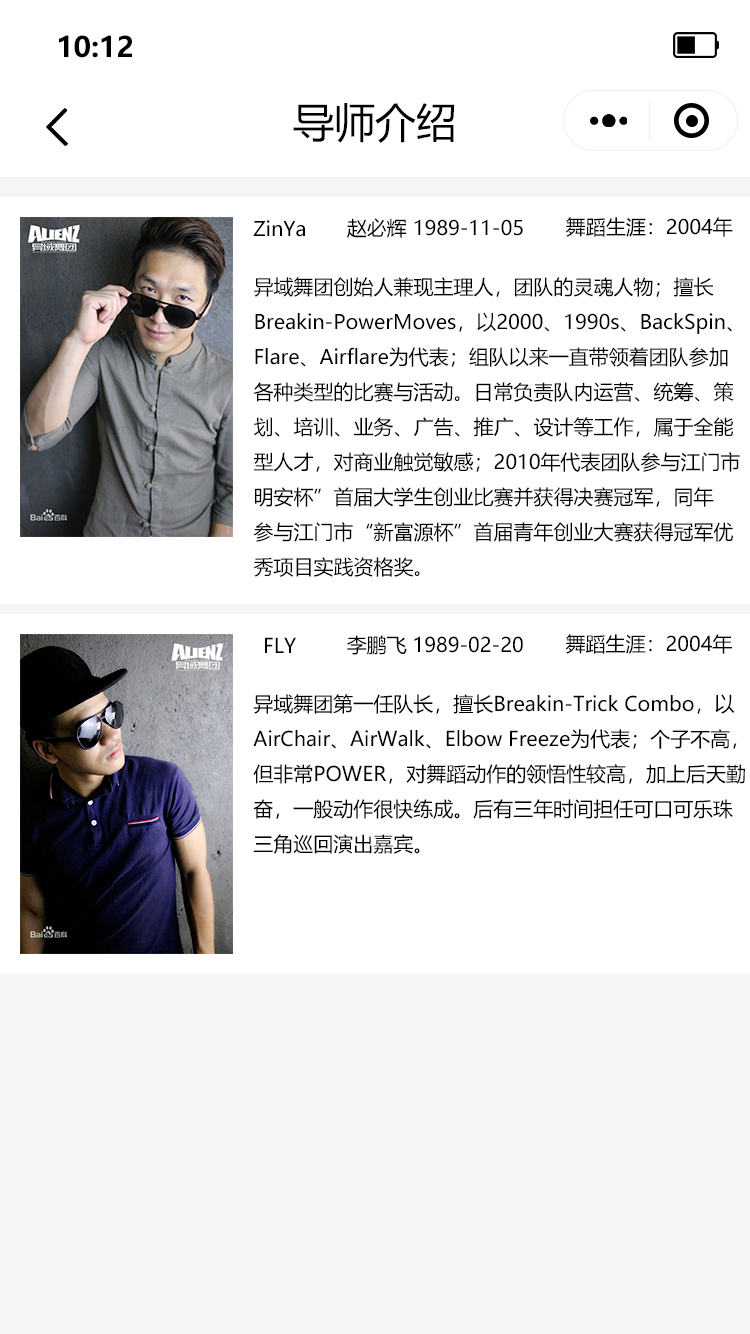 10:12
导师介绍
ALIENZ
异域舞团
Bai百科
ZinYa 赵必辉 1989-11-05 舞蹈生涯：2004年
异域舞团创始人兼现主理人，团队的灵魂人物；擅长
Breakin-PowerMoves，以2000、1990s、BackSpin、
Flare、Airflare为代表；组队以来一直带领着团队参加
各种类型的比赛与活动。日常负责队内运营、统筹、策
划、培训、业务、广告、推广、设计等工作，属于全能
型人才，对商业触觉敏感；2010年代表团队参与江门市
明安杯”首届大学生创业比赛并获得决赛冠军，同年
参与江门市“新富源杯”首届青年创业大赛获得冠军优
秀项目实践资格奖。
ALIENZ
异域舞团
Bai百科
FLY 李鹏飞 1989-02-20 舞蹈生涯：2004年
异域舞团第一任队长，擅长Breakin-Trick Combo，以
AirChair、AirWalk、Elbow Freeze为代表；个子不高，
但非常POWER，对舞蹈动作的领悟性较高，加上后天勤
奋，一般动作很快练成。后有三年时间担任可口可乐珠
三角巡回演出嘉宾。